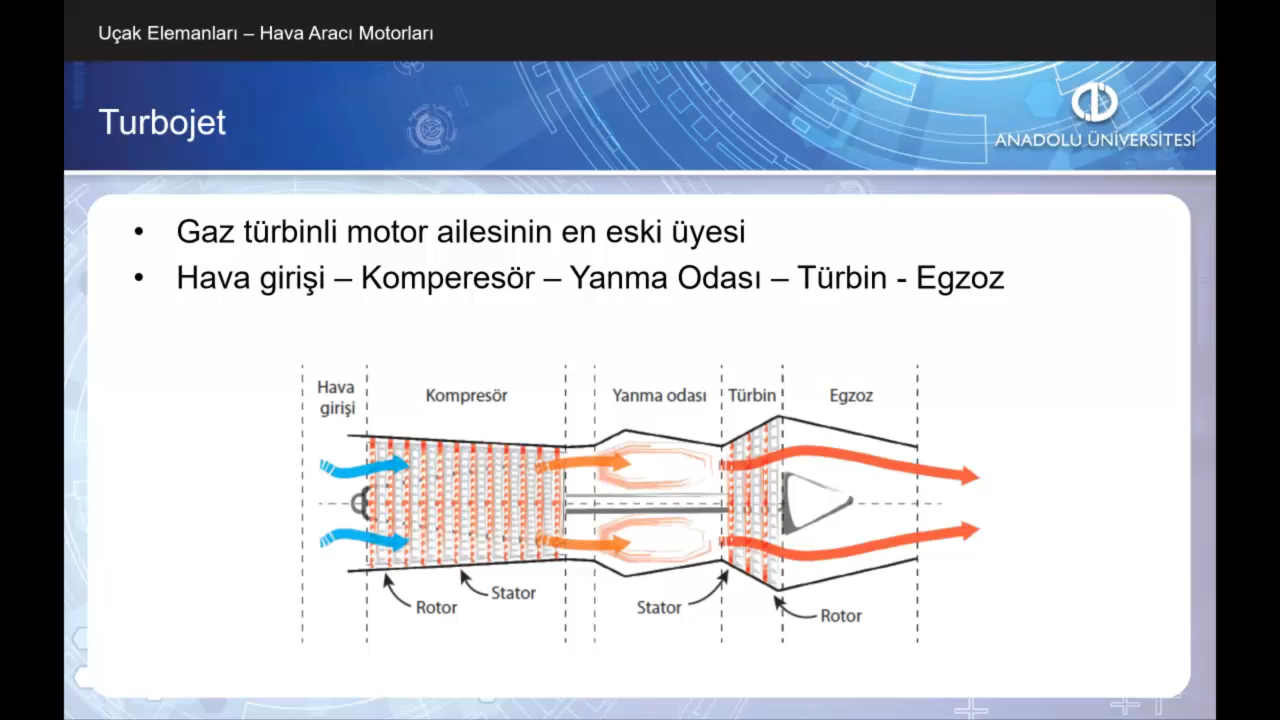 Uçak Elemanları – Hava Aracı Motorları
Turbojet
ANADOLU ÜNİVERSİTESİ
• Gaz türbinli motor ailesinin en eski üyesi
• Hava girişi – Komperesör – Yanma Odası – Türbin - Egzoz
Hava
girişi
Kompresör
Yanma odası
Türbin
Egzoz
Rotor
Stator
Stator
Rotor